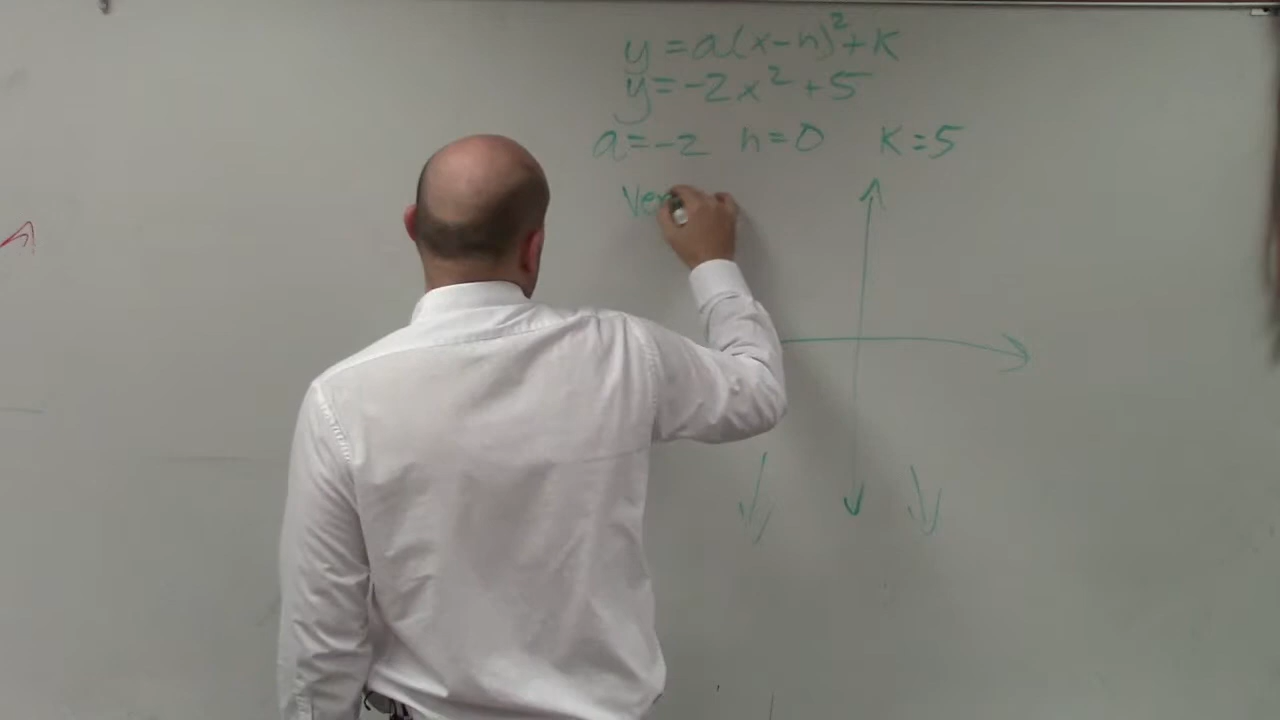 y = a(x-h)² + K
y = -2x² + 5
a = -2 h = 0 K = 5
Ver